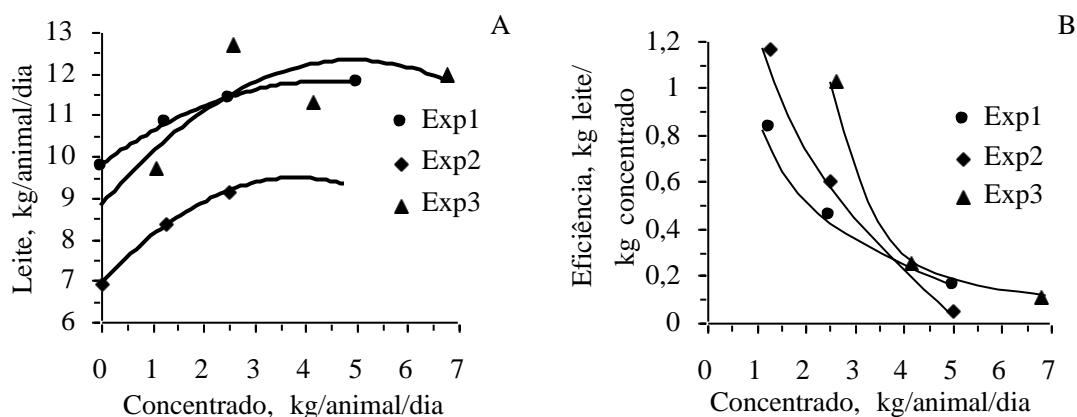 A
Leite, kg/animal/dia
13
12
11
10
9
8
7
6
0 1 2 3 4 5 6 7
Concentrado, kg/animal/dia
Exp1
Exp2
Exp3
B
Eficiência, kg leite/
kg concentrado
1,2
1
0,8
0,6
0,4
0,2
0
0 1 2 3 4 5 6 7
Concentrado, kg/animal/dia
Exp1
Exp2
Exp3